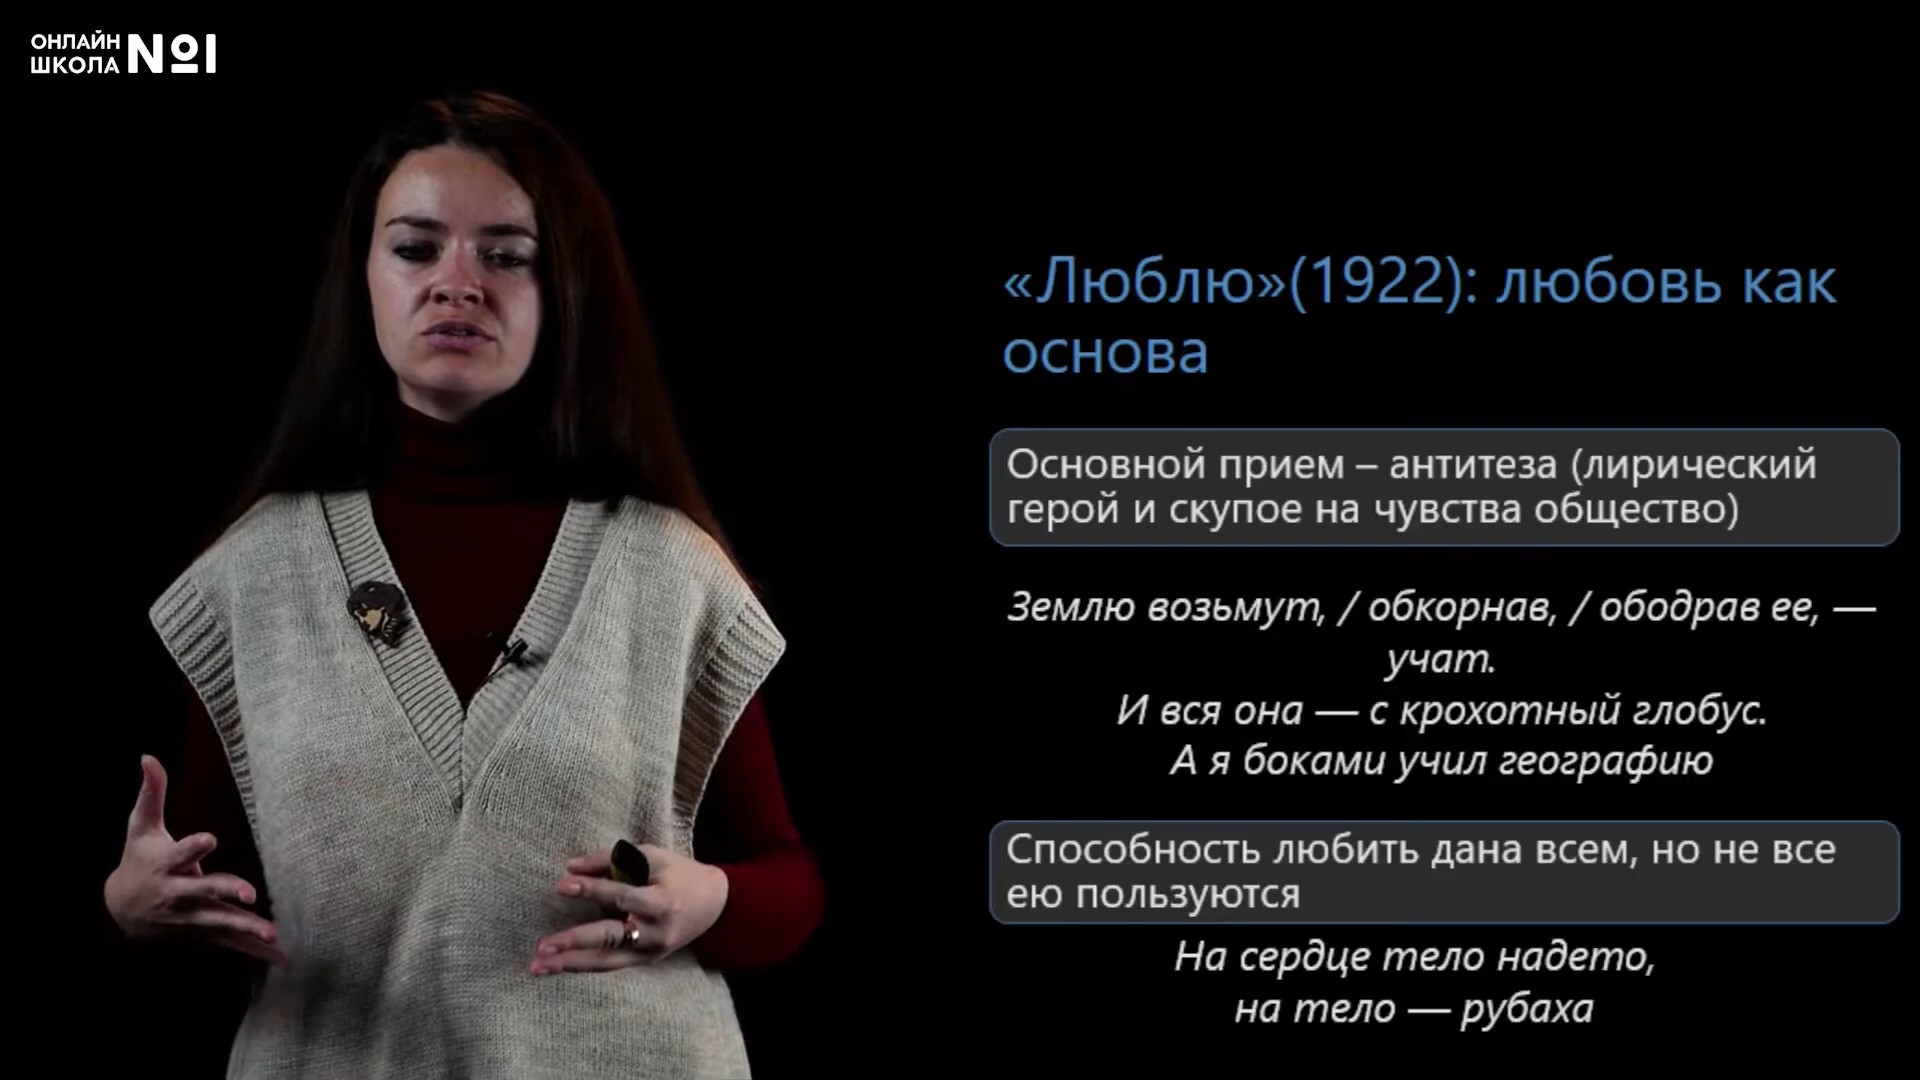 ОНЛАЙН
ШКОЛА №1
«Люблю»(1922): любовь как
основа
Основной прием – антитеза (лирический
герой и скупое на чувства общество)
Землю возьмут, / обкорнав, / ободрав ее, —
учат.
И вся она — с крохотный глобус.
А я боками учил географию
Способность любить дана всем, но не все
ею пользуются
На сердце тело надето,
на тело — рубаха